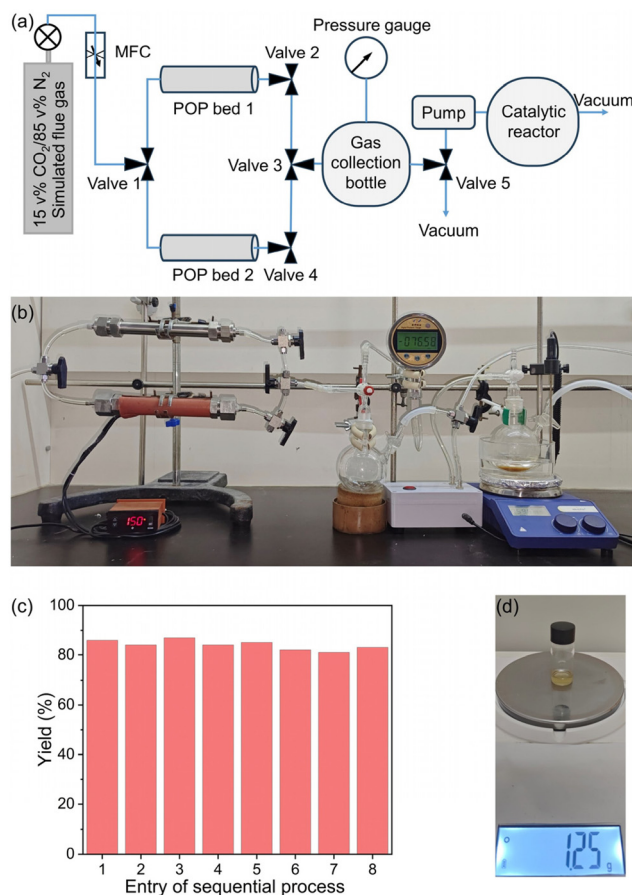 (a)
Pressure gauge
MFC
Valve 2
POP bed 1
15 v% CO₂/85 v% N₂
Simulated flue gas
Valve 1
Valve 3
Gas
collection
bottle
Pump
Catalytic
reactor
Vacuum
Valve 5
Vacuum
POP bed 2
Valve 4
(b)
-076.58
150
(c)
100
80
60
40
20
0
Yield (%)
1 2 3 4 5 6 7 8
Entry of sequential process
(d)
1.25 g